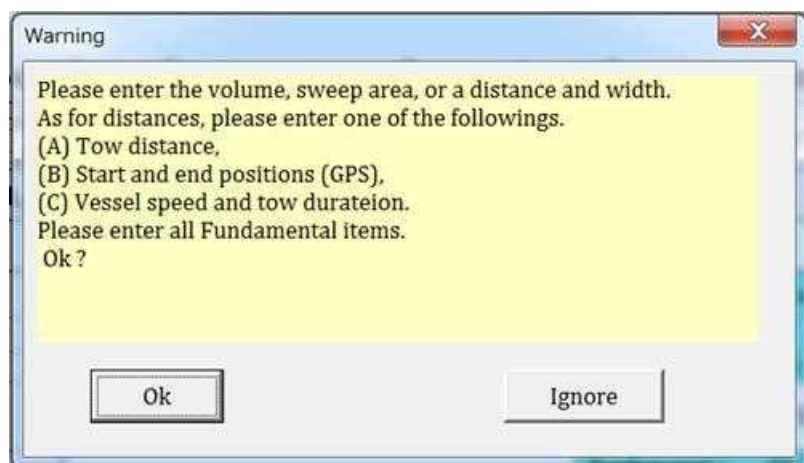 Warning
Please enter the volume, sweep area, or a distance and width.
As for distances, please enter one of the followings.
(A) Tow distance,
(B) Start and end positions (GPS),
(C) Vessel speed and tow durateion.
Please enter all Fundamental items.
Ok ?
Ok
Ignore